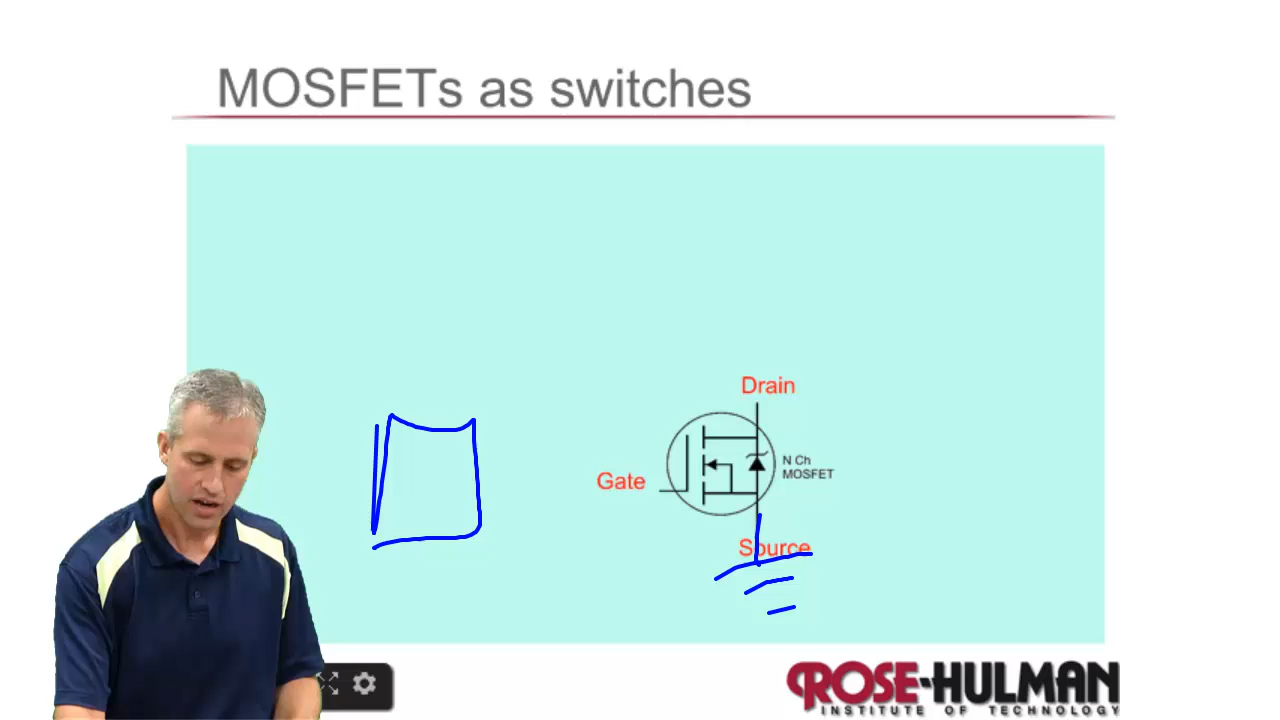 MOSFETs as switches
Drain
N Ch
MOSFET
Gate
Source
ROSE-HULMAN
INSTITUTE OF TECHNOLOGY